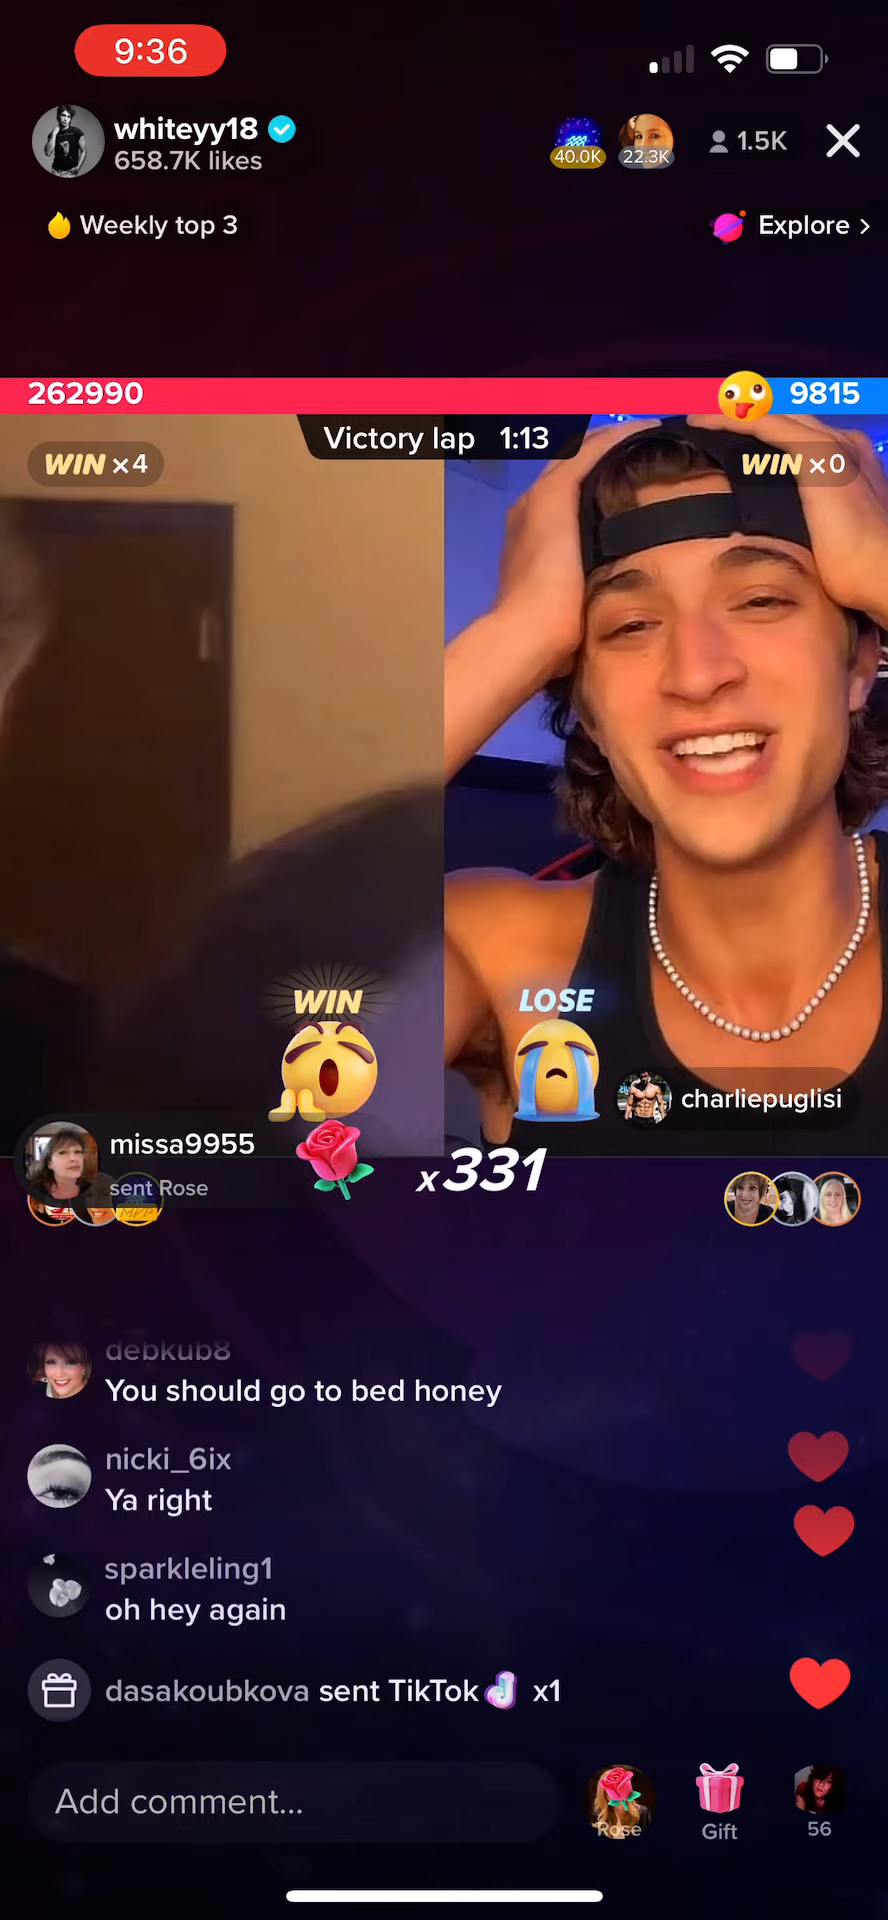 9:36
whiteyy18
658.7K likes
40.0K
22.3K
1.5K
Weekly top 3
Explore >
262990
9815
Victory lap 1:13
WIN x4
WIN x0
WIN
LOSE
charliepuglisi
missa9955
sent Rose
x331
debkub8
You should go to bed honey
nicki_6ix
Ya right
sparkleling1
oh hey again
dasakoubkova sent TikTok x1
Add comment...
Rose
Gift
56